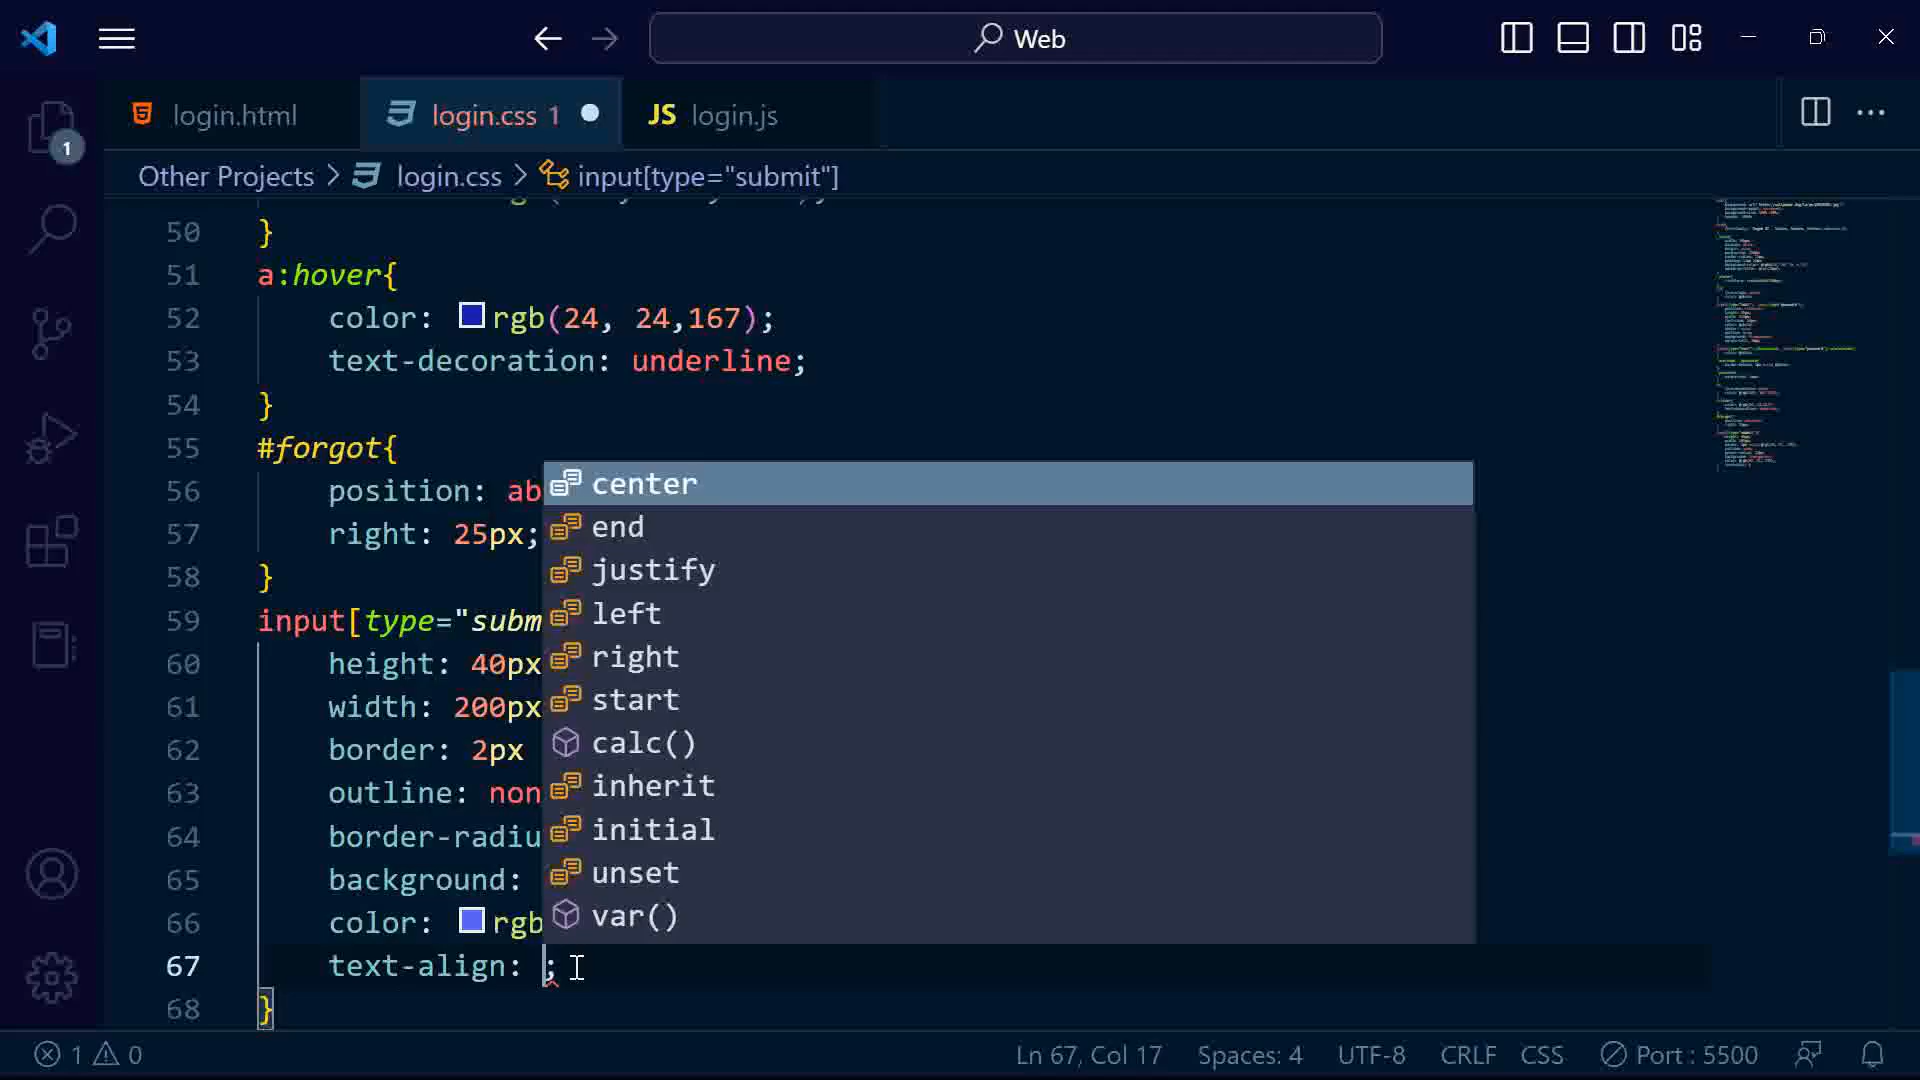 Web
login.html
login.css 1
JS login.js
1
Other Projects > login.css > input[type="submit"]
50 }
51 a:hover{
52 color: rgb(24, 24,167);
53 text-decoration: underline;
54 }
55 #forgot{
56 position: ab
57 right: 25px;
58 }
59 input[type="subm
60 height: 40px
61 width: 200px
62 border: 2px
63 outline: non
64 border-radiu
65 background:
66 color: rgb
67 text-align: ;
68 }
center
end
justify
left
right
start
calc()
inherit
initial
unset
var()
1 0
Ln 67, Col 17 Spaces: 4 UTF-8 CRLF CSS Port : 5500